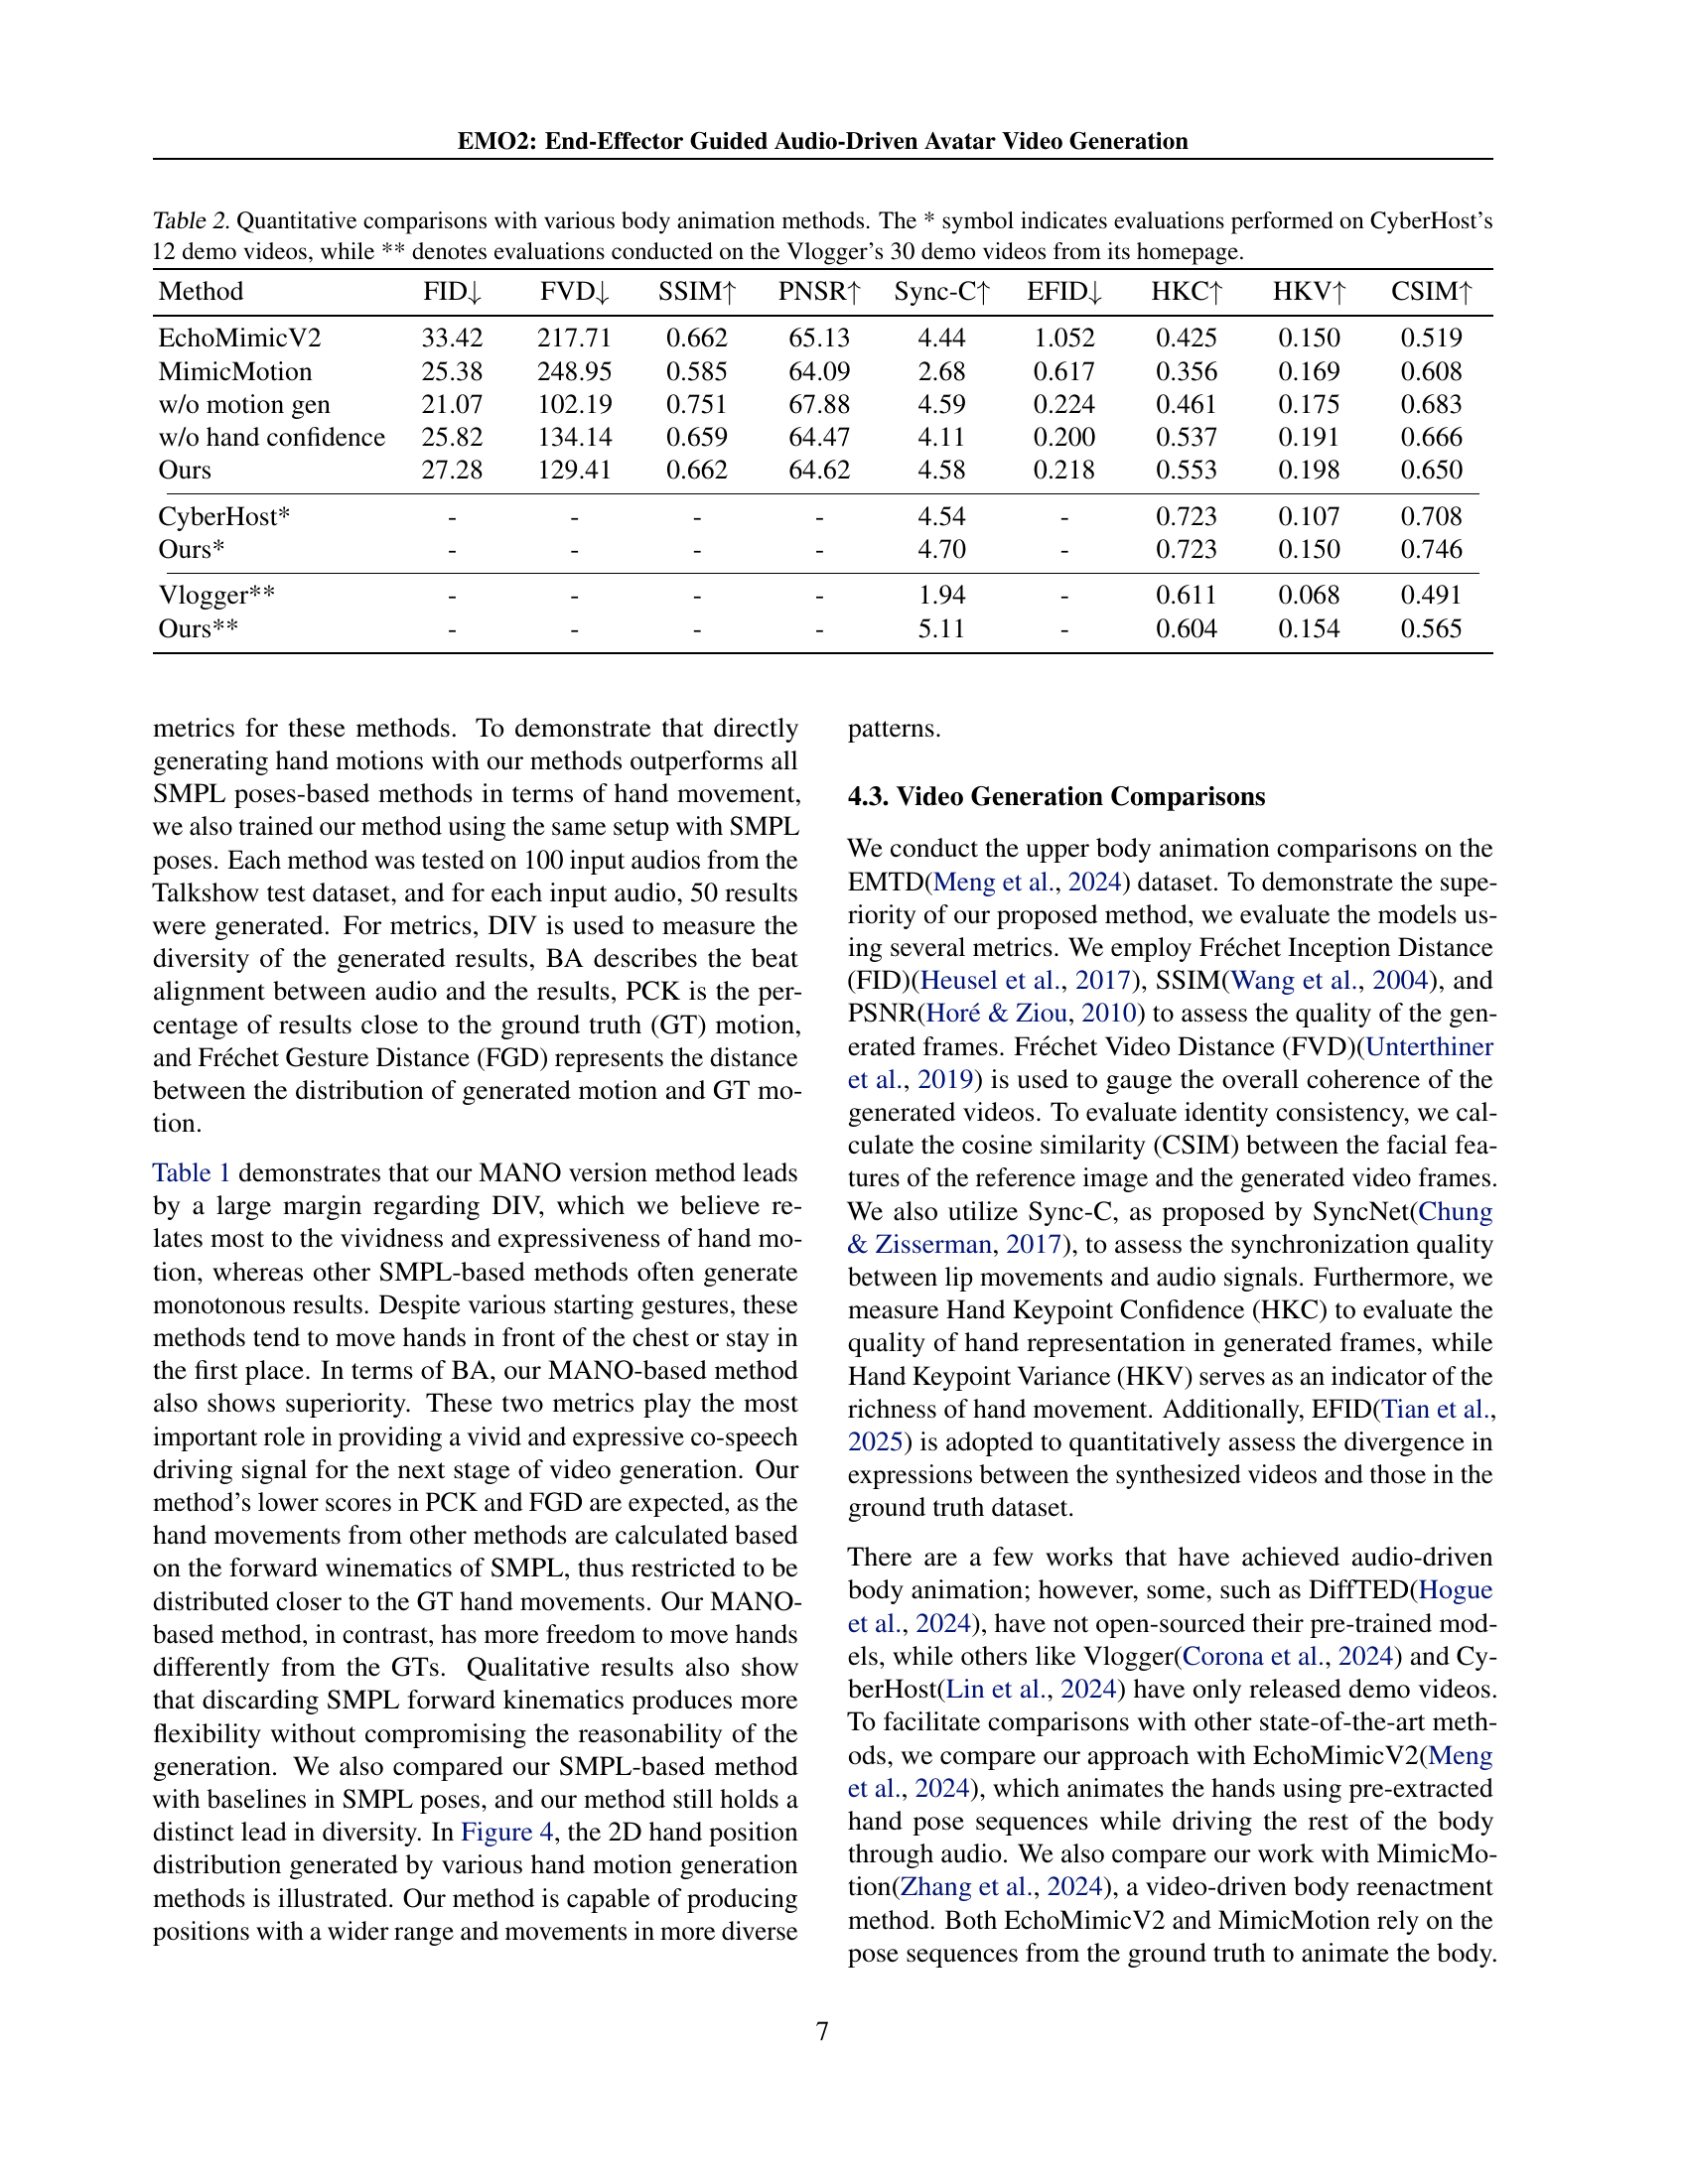 EMO2: End-Effector Guided Audio-Driven Avatar Video Generation
Table 2. Quantitative comparisons with various body animation methods. The * symbol indicates evaluations performed on CyberHost's
12 demo videos, while ** denotes evaluations conducted on the Vlogger's 30 demo videos from its homepage.
Method FID↓ FVD↓ SSIM↑ PNSR↑ Sync-C↑ EFID↓ HKC↑ HKV↑ CSIM↑
EchoMimicV2 33.42 217.71 0.662 65.13 4.44 1.052 0.425 0.150 0.519
MimicMotion 25.38 248.95 0.585 64.09 2.68 0.617 0.356 0.169 0.608
w/o motion gen 21.07 102.19 0.751 67.88 4.59 0.224 0.461 0.175 0.683
w/o hand confidence 25.82 134.14 0.659 64.47 4.11 0.200 0.537 0.191 0.666
Ours 27.28 129.41 0.662 64.62 4.58 0.218 0.553 0.198 0.650
CyberHost* - - - - 4.54 - 0.723 0.107 0.708
Ours* - - - - 4.70 - 0.723 0.150 0.746
Vlogger** - - - - 1.94 - 0.611 0.068 0.491
Ours** - - - - 5.11 - 0.604 0.154 0.565
metrics for these methods. To demonstrate that directly
generating hand motions with our methods outperforms all
SMPL poses-based methods in terms of hand movement,
we also trained our method using the same setup with SMPL
poses. Each method was tested on 100 input audios from the
Talkshow test dataset, and for each input audio, 50 results
were generated. For metrics, DIV is used to measure the
diversity of the generated results, BA describes the beat
alignment between audio and the results, PCK is the per-
centage of results close to the ground truth (GT) motion,
and Fréchet Gesture Distance (FGD) represents the distance
between the distribution of generated motion and GT mo-
tion.
Table 1 demonstrates that our MANO version method leads
by a large margin regarding DIV, which we believe re-
lates most to the vividness and expressiveness of hand mo-
tion, whereas other SMPL-based methods often generate
monotonous results. Despite various starting gestures, these
methods tend to move hands in front of the chest or stay in
the first place. In terms of BA, our MANO-based method
also shows superiority. These two metrics play the most
important role in providing a vivid and expressive co-speech
driving signal for the next stage of video generation. Our
method's lower scores in PCK and FGD are expected, as the
hand movements from other methods are calculated based
on the forward winematics of SMPL, thus restricted to be
distributed closer to the GT hand movements. Our MANO-
based method, in contrast, has more freedom to move hands
differently from the GTs. Qualitative results also show
that discarding SMPL forward kinematics produces more
flexibility without compromising the reasonability of the
generation. We also compared our SMPL-based method
with baselines in SMPL poses, and our method still holds a
distinct lead in diversity. In Figure 4, the 2D hand position
distribution generated by various hand motion generation
methods is illustrated. Our method is capable of producing
positions with a wider range and movements in more diverse
patterns.
4.3. Video Generation Comparisons
We conduct the upper body animation comparisons on the
EMTD(Meng et al., 2024) dataset. To demonstrate the supe-
riority of our proposed method, we evaluate the models us-
ing several metrics. We employ Fréchet Inception Distance
(FID)(Heusel et al., 2017), SSIM(Wang et al., 2004), and
PSNR(Horé & Ziou, 2010) to assess the quality of the gen-
erated frames. Fréchet Video Distance (FVD)(Unterthiner
et al., 2019) is used to gauge the overall coherence of the
generated videos. To evaluate identity consistency, we cal-
culate the cosine similarity (CSIM) between the facial fea-
tures of the reference image and the generated video frames.
We also utilize Sync-C, as proposed by SyncNet(Chung
& Zisserman, 2017), to assess the synchronization quality
between lip movements and audio signals. Furthermore, we
measure Hand Keypoint Confidence (HKC) to evaluate the
quality of hand representation in generated frames, while
Hand Keypoint Variance (HKV) serves as an indicator of the
richness of hand movement. Additionally, EFID(Tian et al.,
2025) is adopted to quantitatively assess the divergence in
expressions between the synthesized videos and those in the
ground truth dataset.
There are a few works that have achieved audio-driven
body animation; however, some, such as DiffTED(Hogue
et al., 2024), have not open-sourced their pre-trained mod-
els, while others like Vlogger(Corona et al., 2024) and Cy-
berHost(Lin et al., 2024) have only released demo videos.
To facilitate comparisons with other state-of-the-art meth-
ods, we compare our approach with EchoMimicV2(Meng
et al., 2024), which animates the hands using pre-extracted
hand pose sequences while driving the rest of the body
through audio. We also compare our work with MimicMo-
tion(Zhang et al., 2024), a video-driven body reenactment
method. Both EchoMimicV2 and MimicMotion rely on the
pose sequences from the ground truth to animate the body.
7